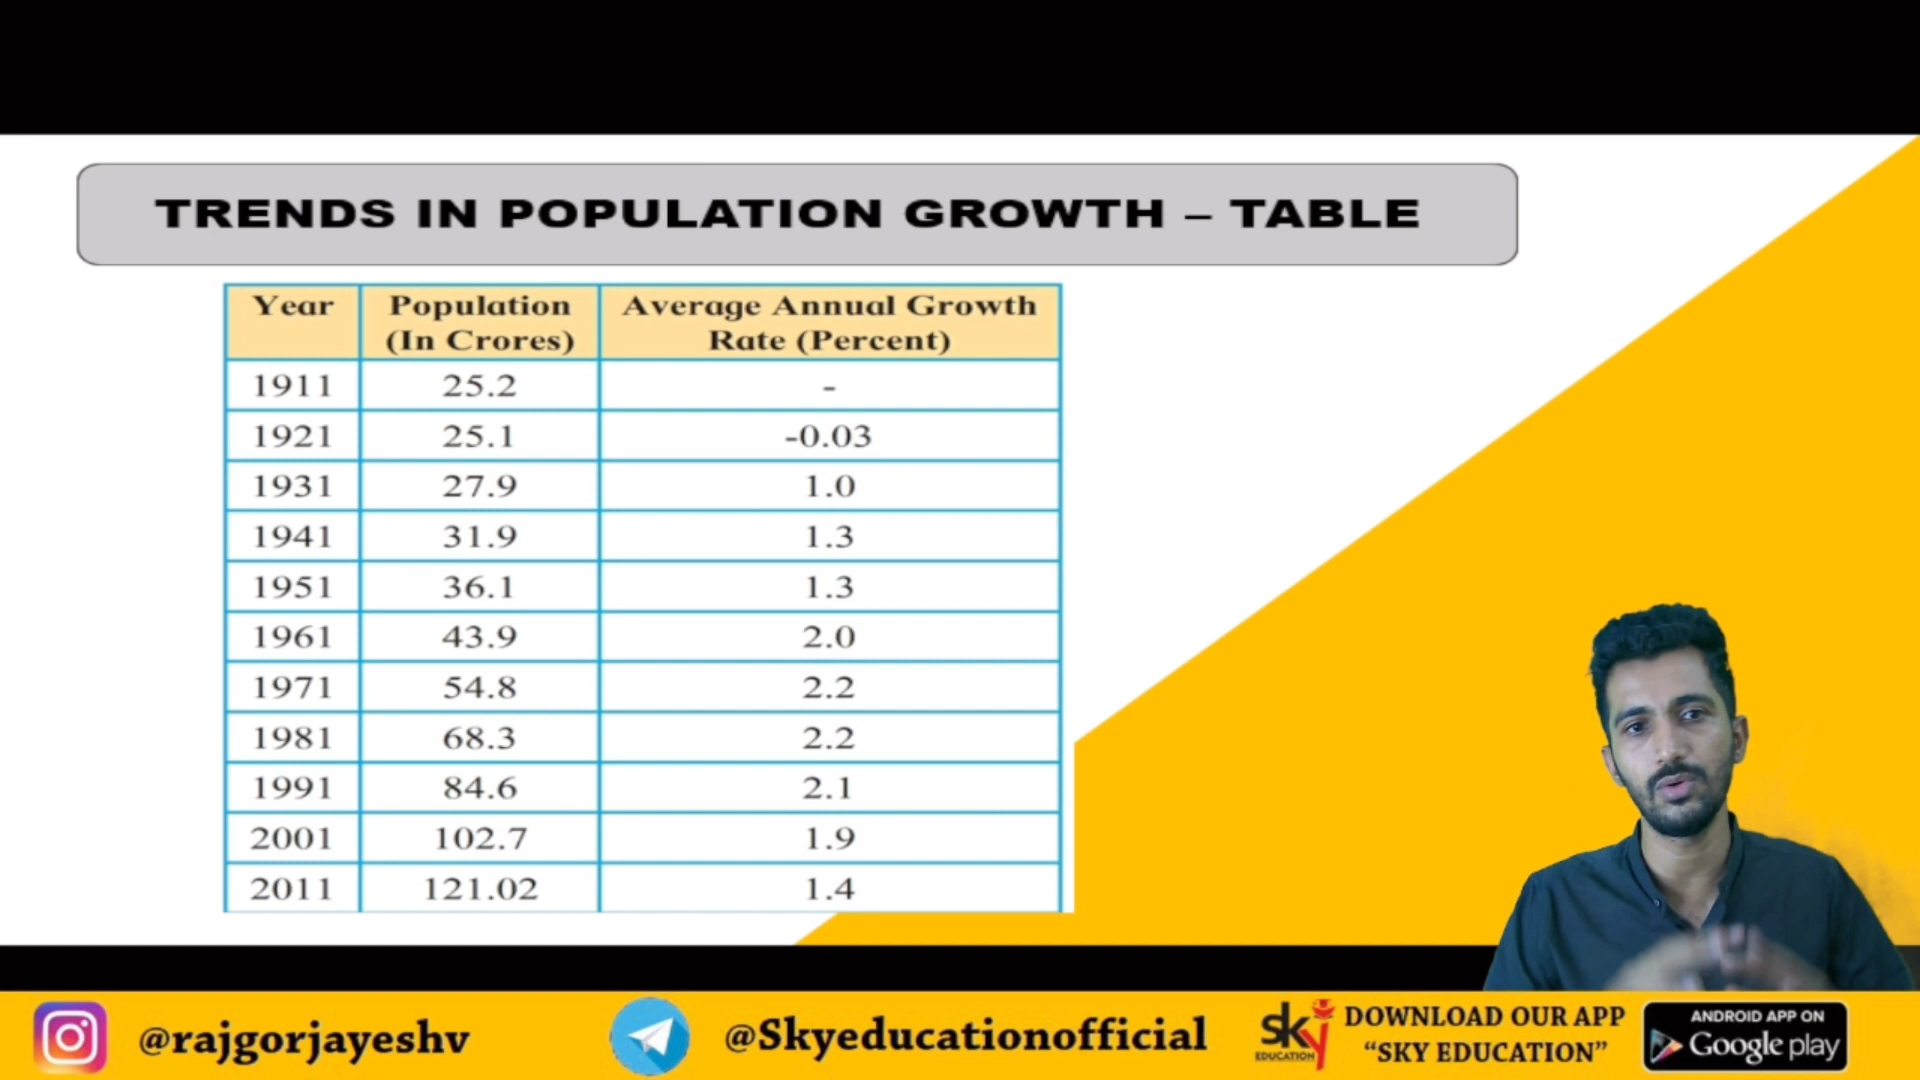 TRENDS IN POPULATION GROWTH – TABLE
Year Population (In Crores) Average Annual Growth Rate (Percent)
1911 25.2 -
1921 25.1 -0.03
1931 27.9 1.0
1941 31.9 1.3
1951 36.1 1.3
1961 43.9 2.0
1971 54.8 2.2
1981 68.3 2.2
1991 84.6 2.1
2001 102.7 1.9
2011 121.02 1.4
@rajgorjayeshv
@Skyeducationofficial
sky
EDUCATION
DOWNLOAD OUR APP
“SKY EDUCATION”
ANDROID APP ON
Google play